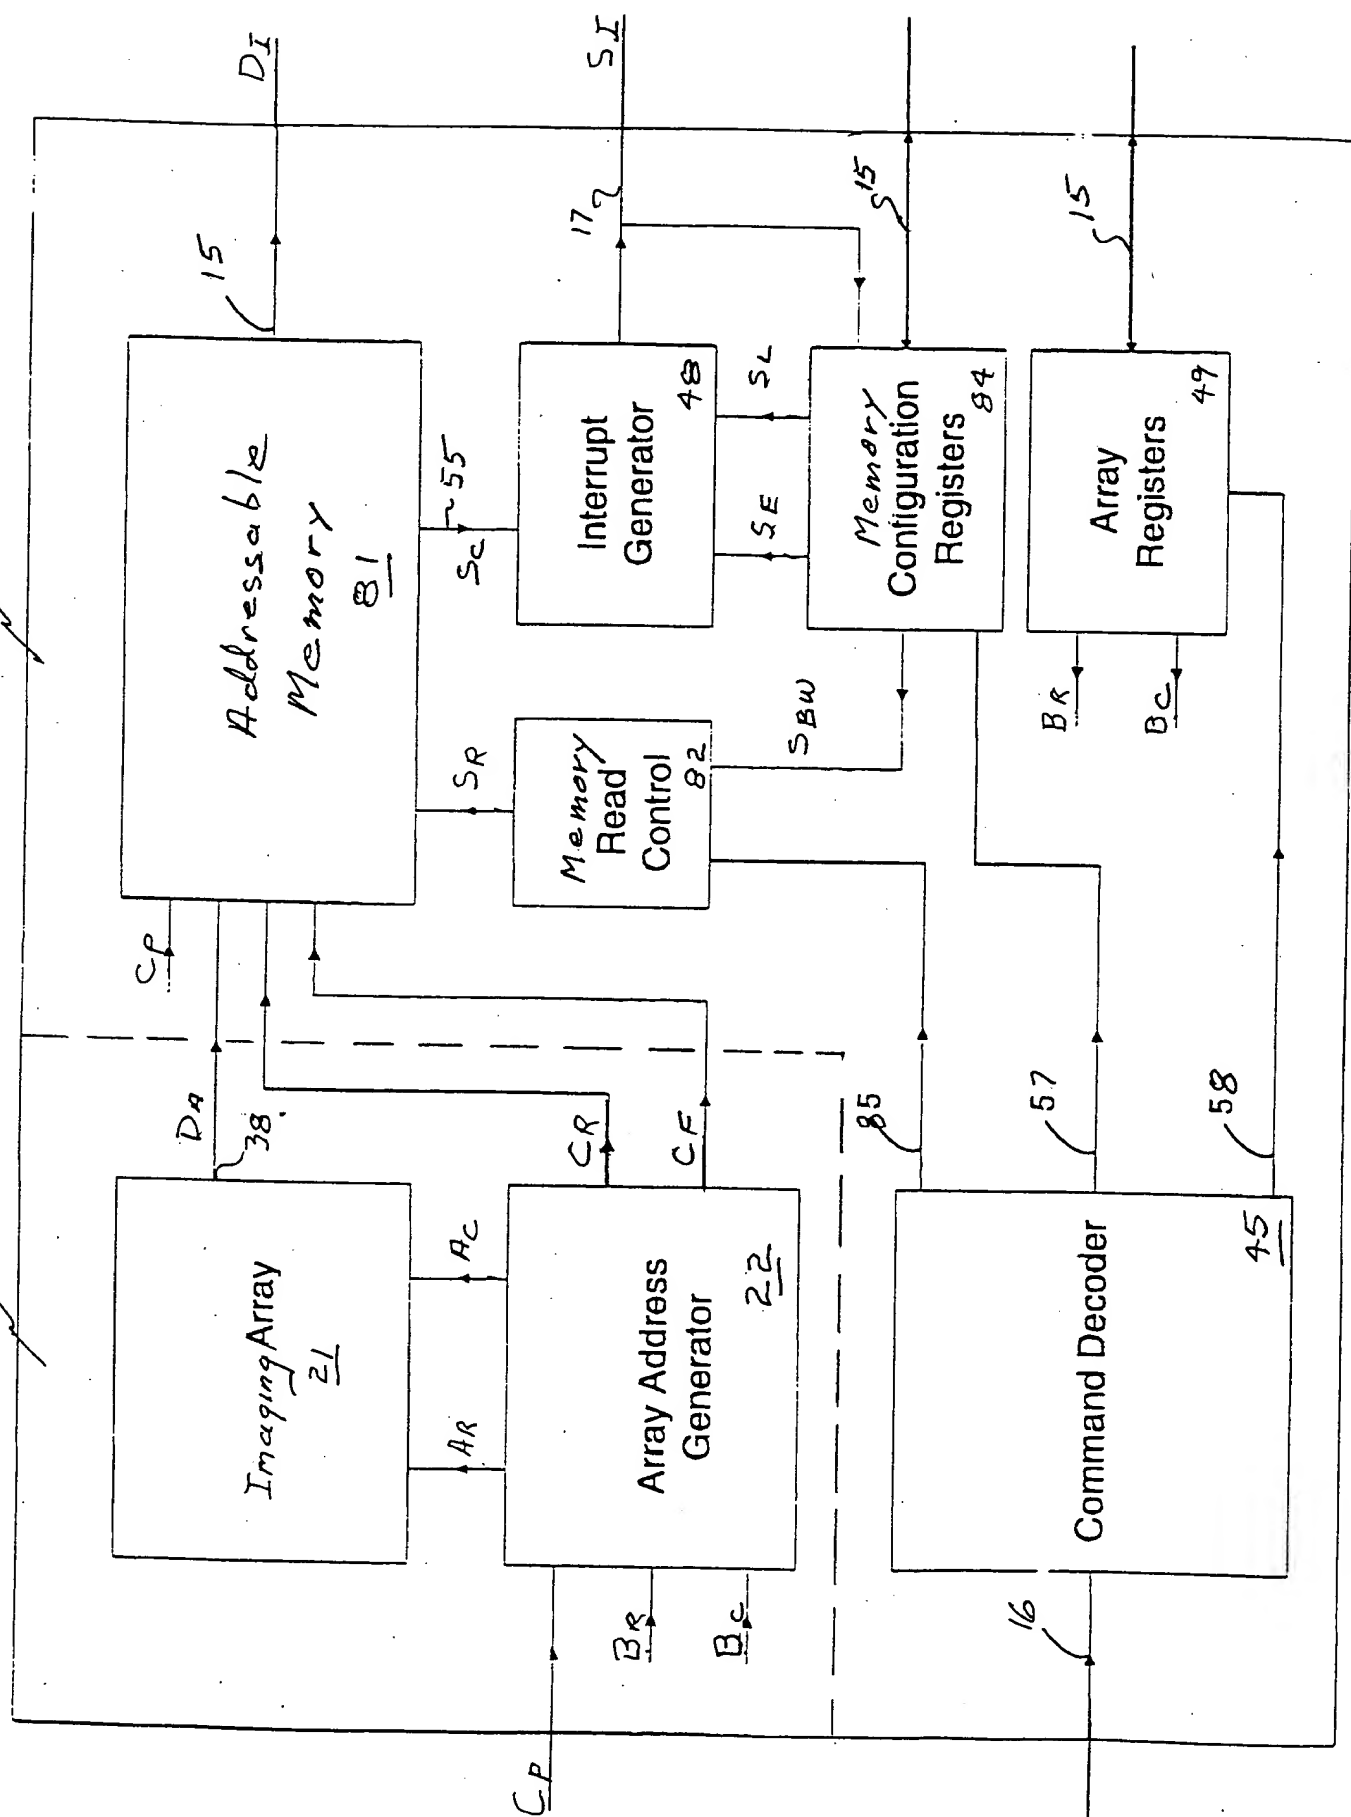 Imaging Array
21
DA
38
CP
Addressable
Memory
81
15
DI
AR
AC
CP
BR
BC
Array Address
Generator
22
CR
CF
SR
Memory
Read
Control
82
SC
55
Interrupt
Generator
48
17
SI
SBW
SE
SL
Memory
Configuration
Registers
84
15
16
Command Decoder
45
85
57
58
BR
BC
Array
Registers
49
15